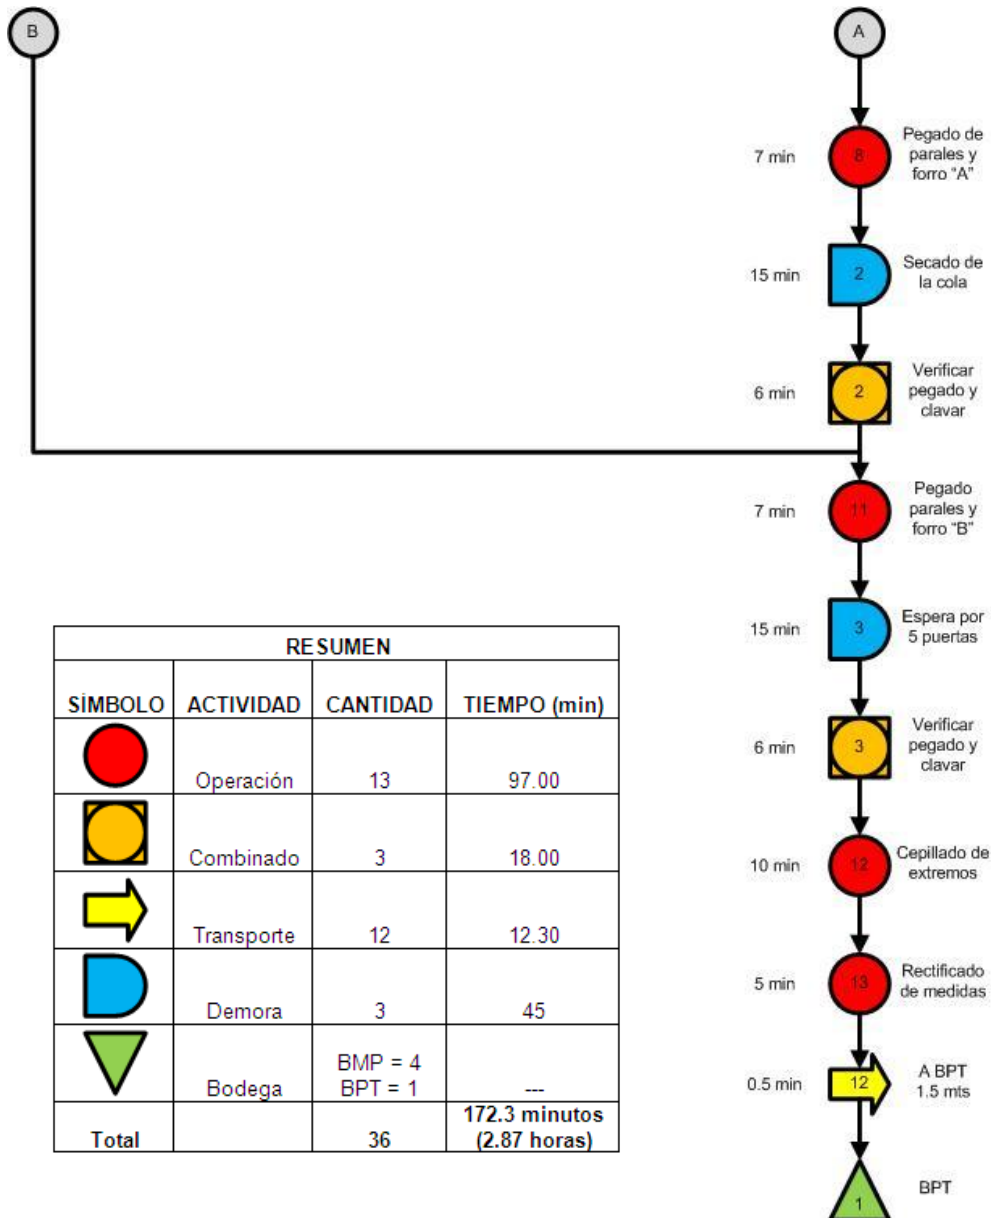 B
A
7 min
8
Pegado de
parales y
forro "A"
15 min
2
Secado de
la cola
6 min
2
Verificar
pegado y
clavar
7 min
11
Pegado
parales y
forro "B"
15 min
3
Espera por
5 puertas
6 min
3
Verificar
pegado y
clavar
10 min
12
Cepillado de
extremos
5 min
13
Rectificado
de medidas
0.5 min
12
A BPT
1.5 mts
1
BPT
RESUMEN
SÍMBOLO ACTIVIDAD CANTIDAD TIEMPO (min)
Operación 13 97.00
Combinado 3 18.00
Transporte 12 12.30
Demora 3 45
Bodega BMP = 4 ---
BPT = 1
Total 36 172.3 minutos
(2.87 horas)